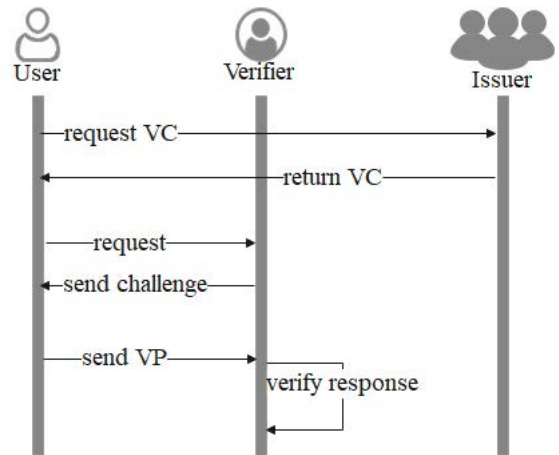 User
Verifier
Issuer
request VC
return VC
request
send challenge
send VP
verify response